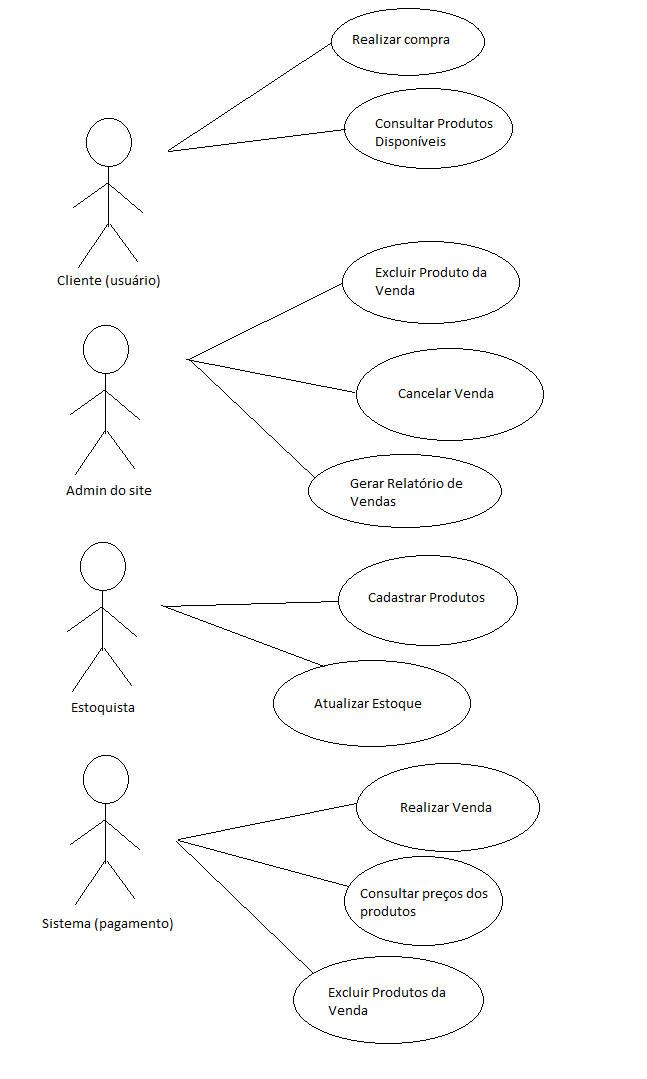 Realizar compra
Consultar Produtos
Disponíveis
Cliente (usuário)
Excluir Produto da
Venda
Cancelar Venda
Gerar Relatório de
Vendas
Admin do site
Cadastrar Produtos
Atualizar Estoque
Estoquista
Realizar Venda
Consultar preços dos
produtos
Sistema (pagamento)
Excluir Produtos da
Venda